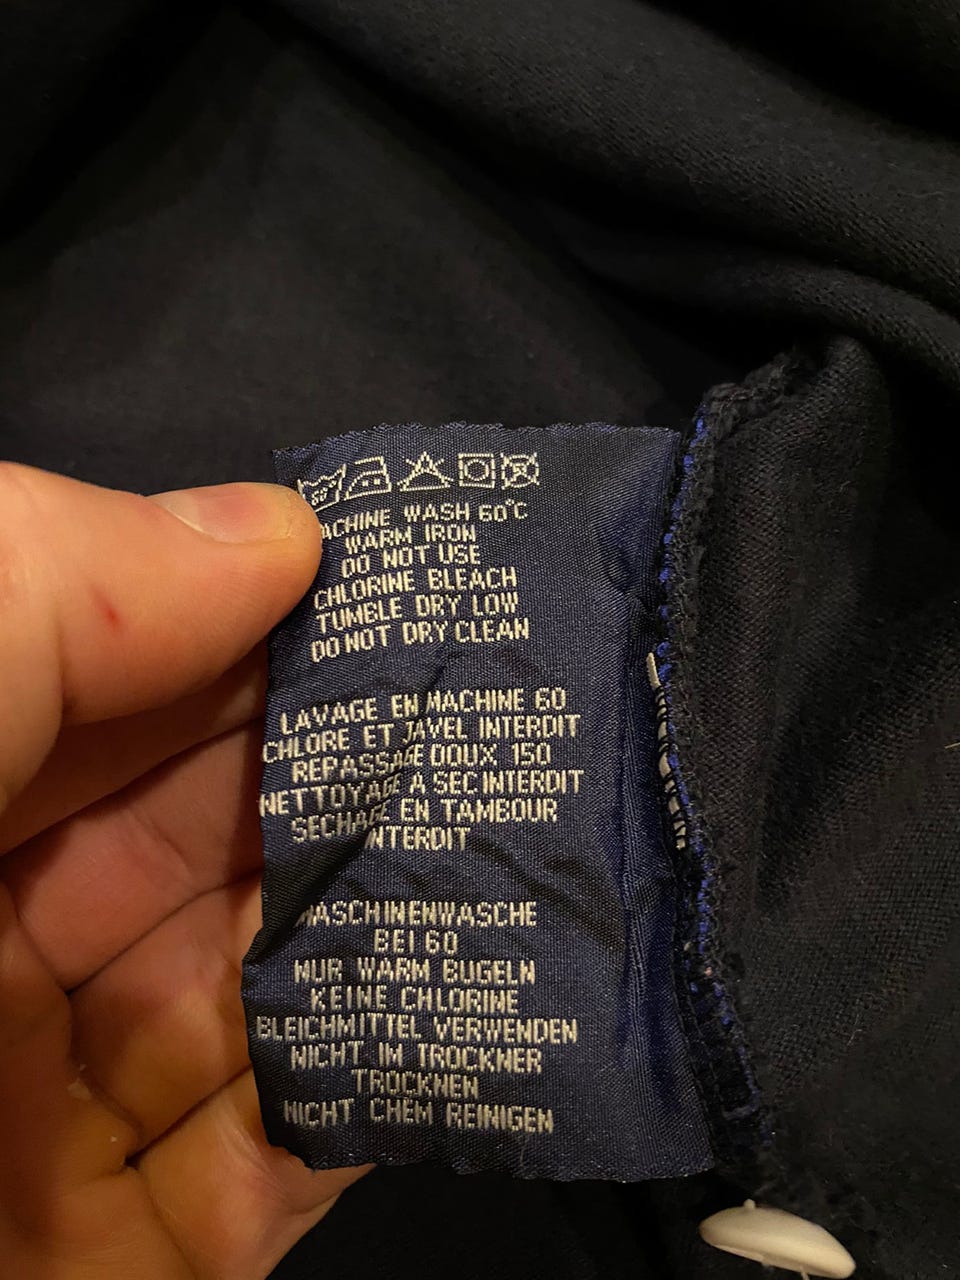 MACHINE WASH 60°C
WARM IRON
DO NOT USE
CHLORINE BLEACH
TUMBLE DRY LOW
DO NOT DRY CLEAN
LAVAGE EN MACHINE 60
CHLORE ET JAVEL INTERDIT
REPASSAGE DOUX 150
NETTOYAGE A SEC INTERDIT
SECHAGE EN TAMBOUR
INTERDIT
MASCHINENWASCHE
BEI 60
MUR WARM BUGELN
KEINE CHLORINE
BLEICHMITTEL VERWENDEN
NICHT IM TROCKNER
TROCKNEN
NICHT CHEM REINIGEN